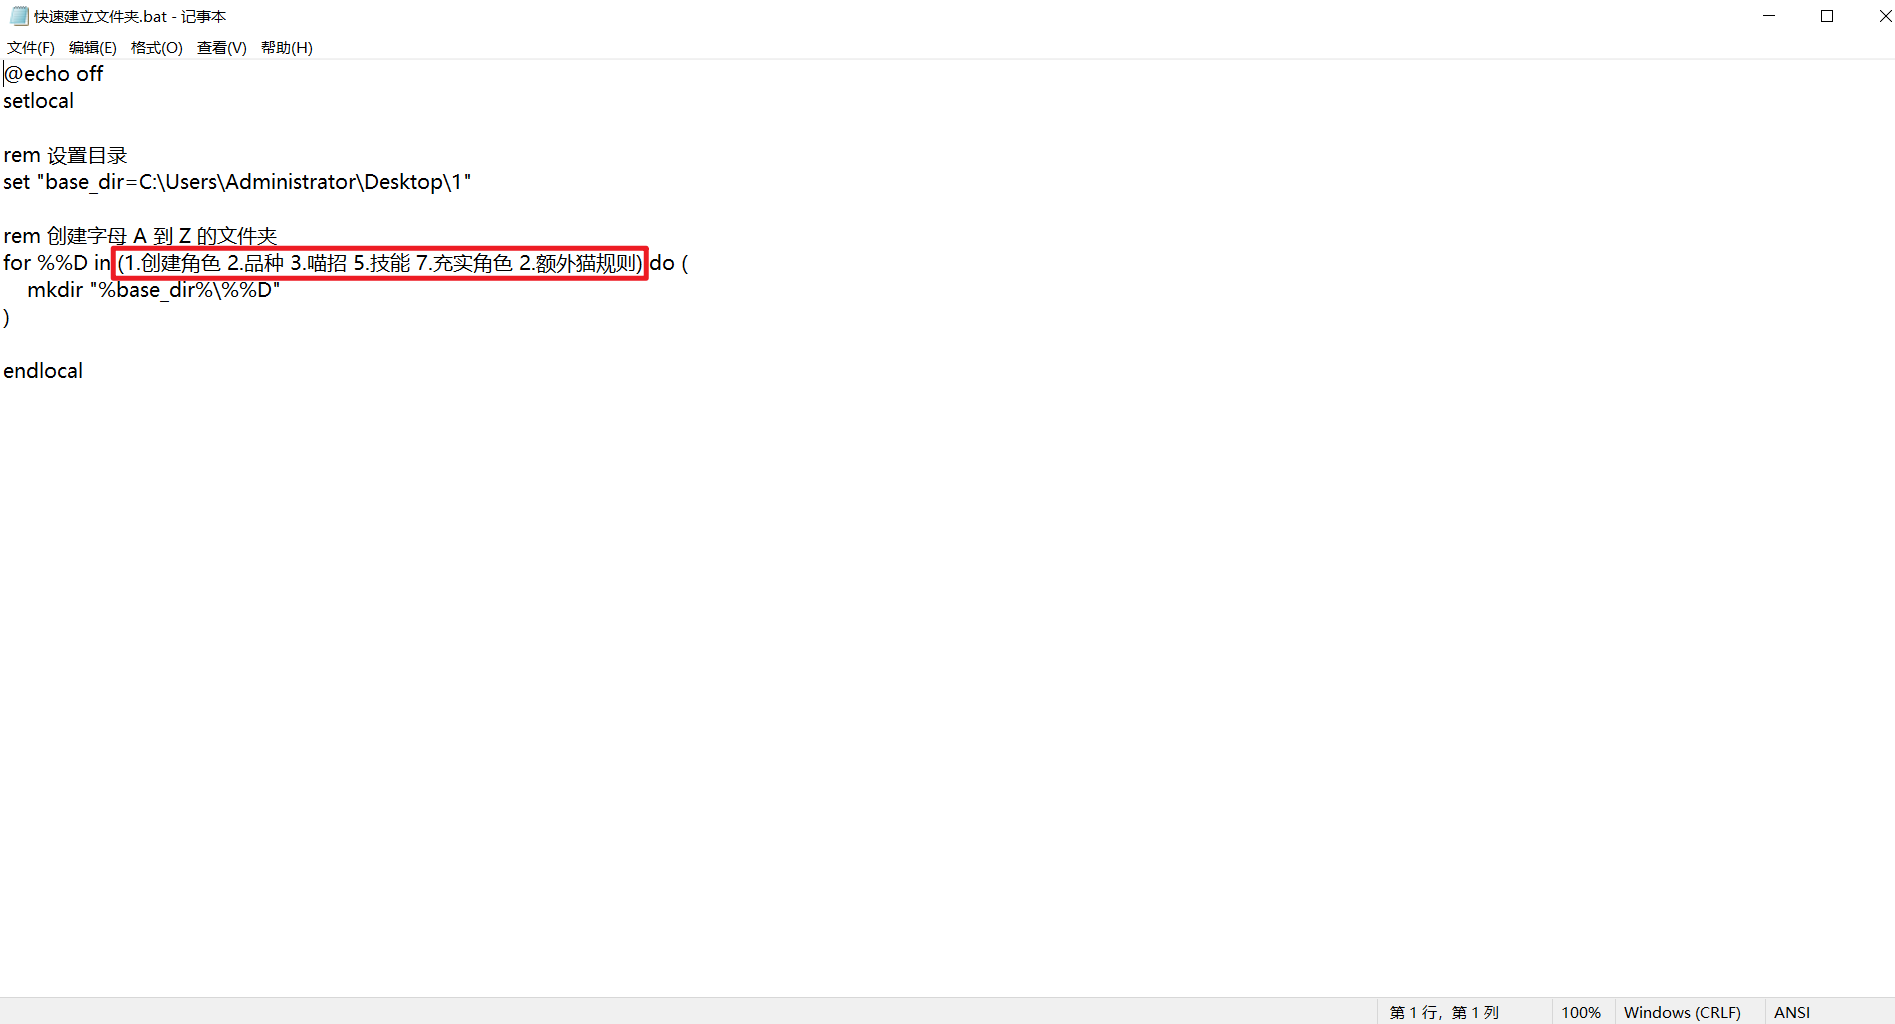 快速建立文件夹.bat - 记事本
文件(F) 编辑(E) 格式(O) 查看(V) 帮助(H)
@echo off
setlocal
rem 设置目录
set "base_dir=C:\Users\Administrator\Desktop\1"
rem 创建字母 A 到 Z 的文件夹
for %%D in (1.创建角色 2.品种 3.喵招 5.技能 7.充实角色 2.额外猫规则) do (
    mkdir "%base_dir%\%%D"
)
endlocal
第 1 行，第 1 列 100% Windows (CRLF) ANSI